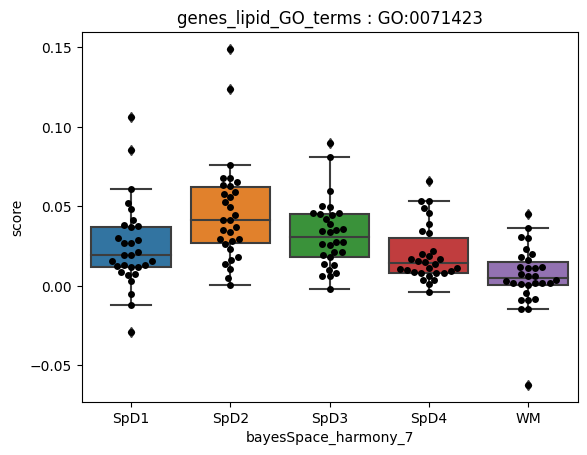 genes_lipid_GO_terms : GO:0071423
0.15
0.10
0.05
0.00
−0.05
score
SpD1 SpD2 SpD3 SpD4 WM
bayesSpace_harmony_7